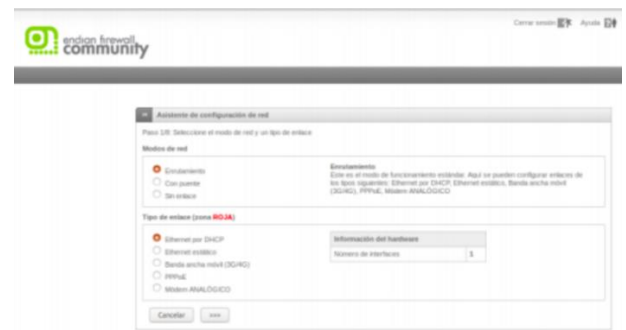 Cerrar sesión Ayuda
endian firewall
community
Asistente de configuración de red
Paso 1/8: Seleccione el modo de red y un tipo de enlace
Modos de red
Enrutamiento
Con puente
Sin enlace
Enrutamiento
Este es el modo de funcionamiento estándar. Aquí se pueden configurar enlaces de
los tipos siguientes: Ethernet por DHCP, Ethernet estático, Banda ancha móvil
(3G/4G), PPPoE, Módem ANALÓGICO
Tipo de enlace (zona ROJA)
Ethernet por DHCP
Ethernet estático
Banda ancha móvil (3G/4G)
PPPoE
Módem ANALÓGICO
Información del hardware
Número de interfaces 1
Cancelar >>>